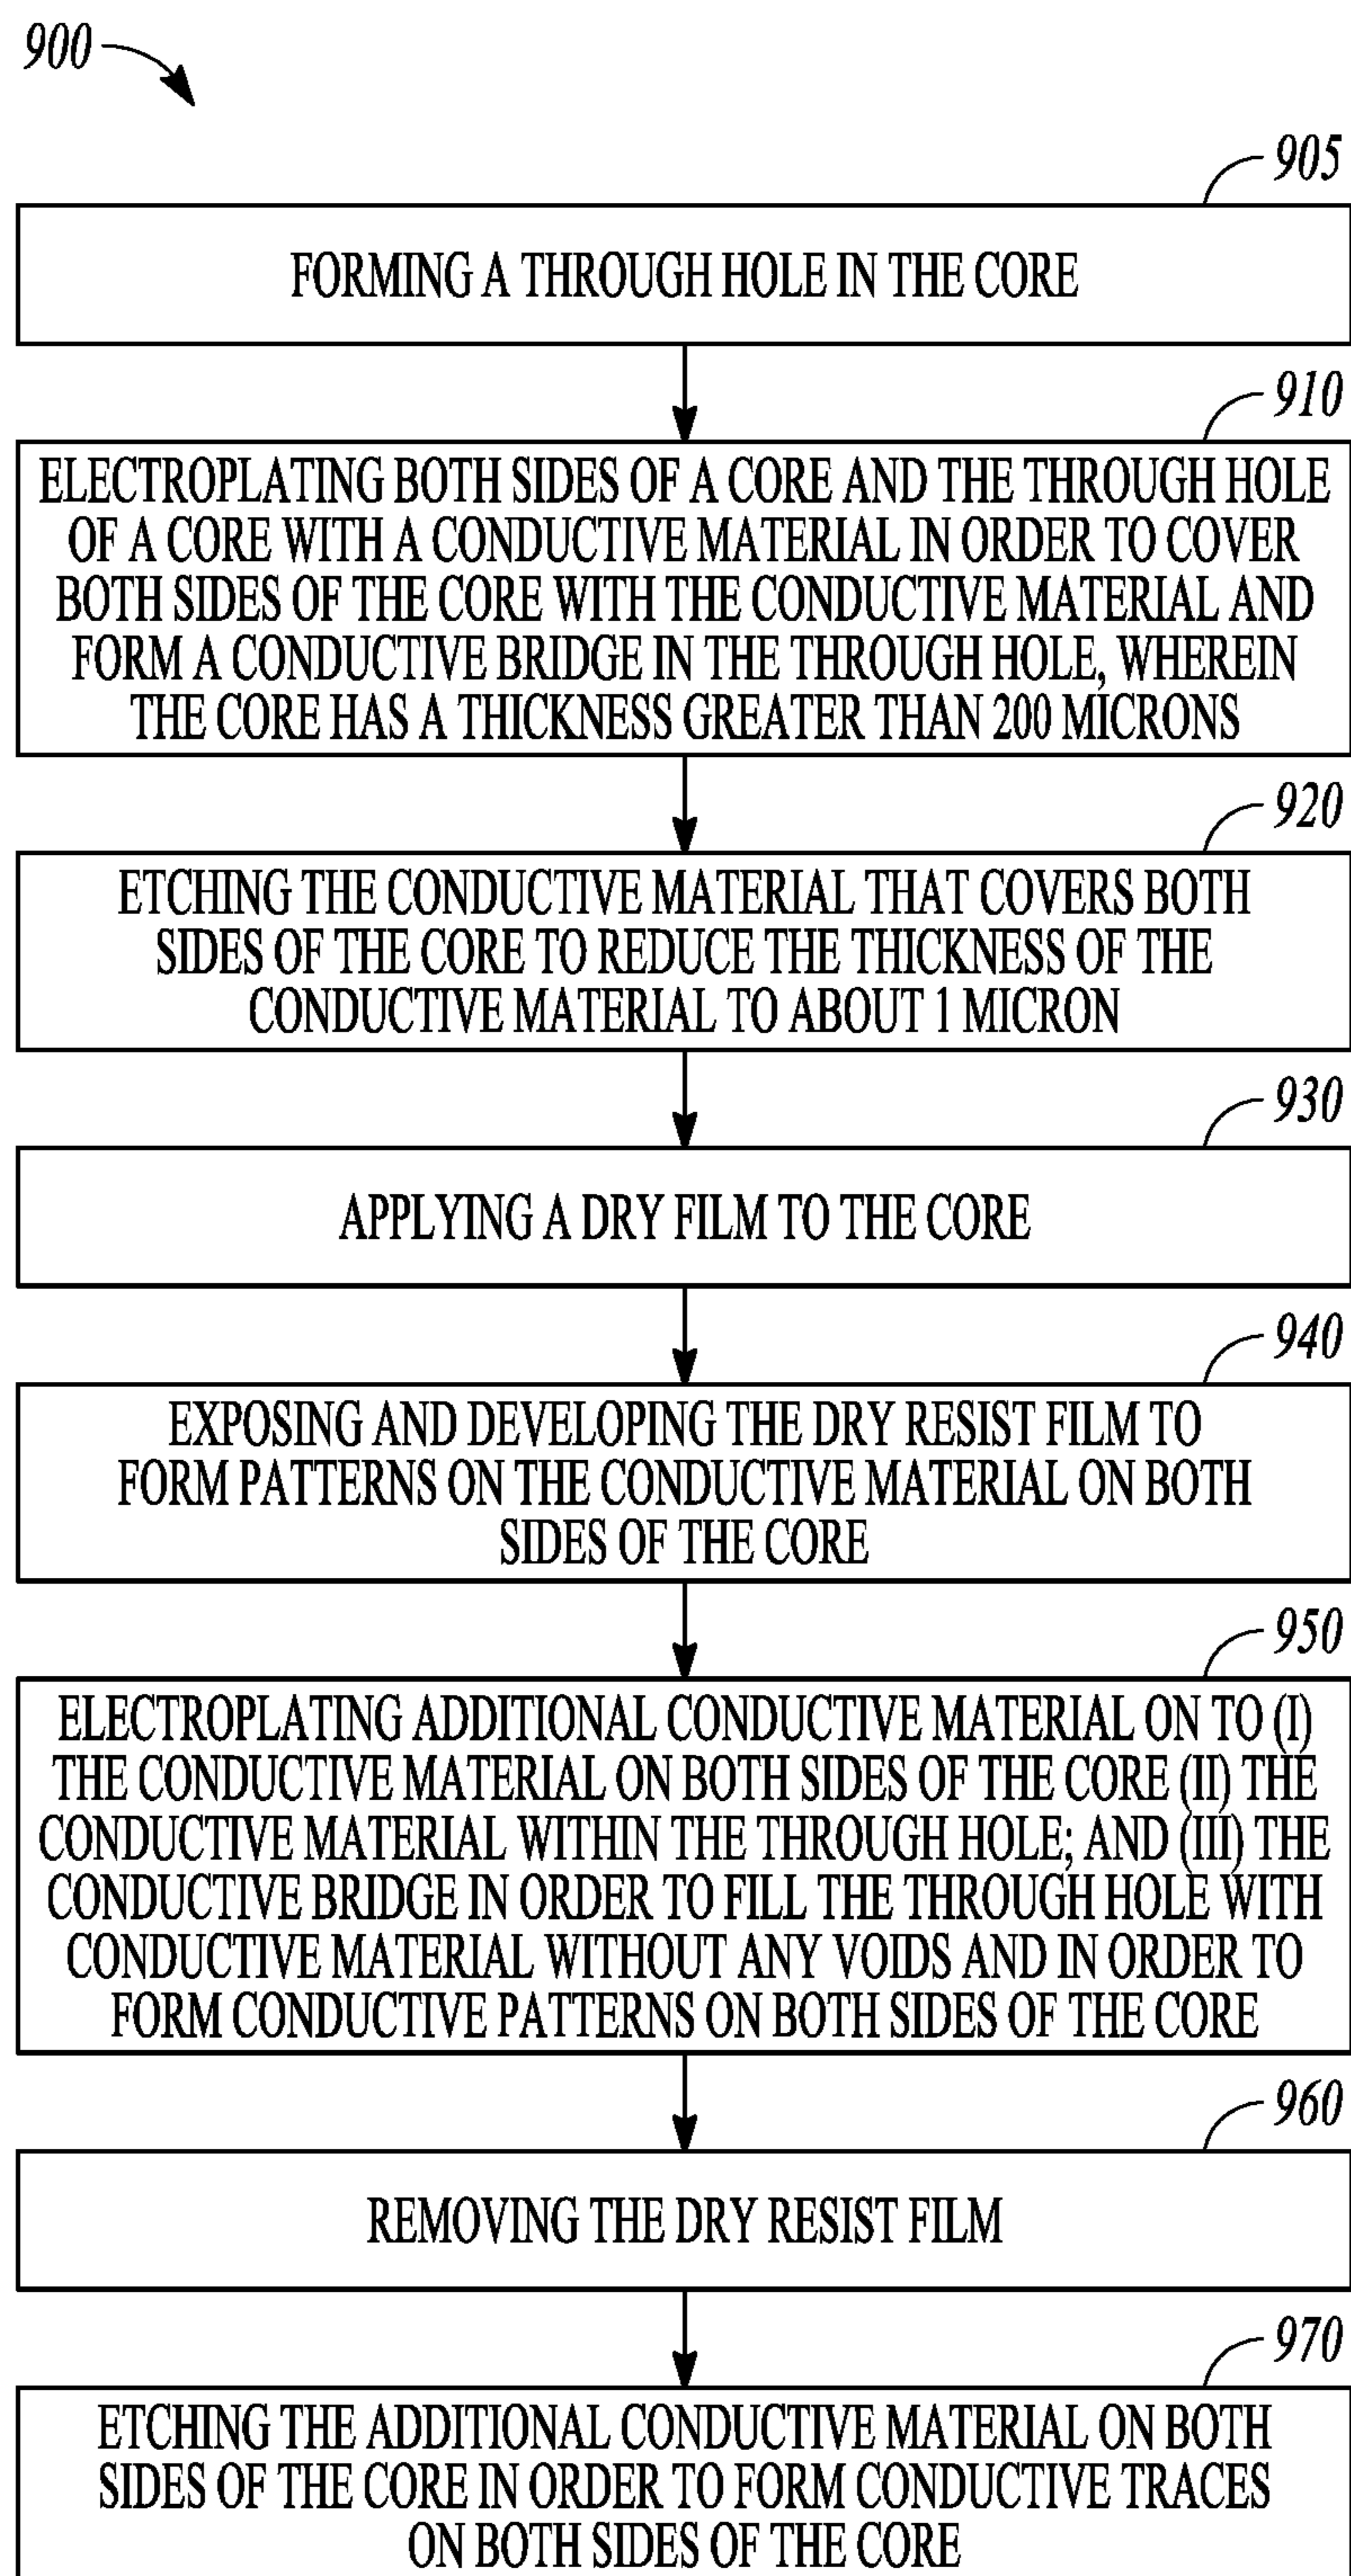 900
905
FORMING A THROUGH HOLE IN THE CORE
910
ELECTROPLATING BOTH SIDES OF A CORE AND THE THROUGH HOLE
OF A CORE WITH A CONDUCTIVE MATERIAL IN ORDER TO COVER
BOTH SIDES OF THE CORE WITH THE CONDUCTIVE MATERIAL AND
FORM A CONDUCTIVE BRIDGE IN THE THROUGH HOLE, WHEREIN
THE CORE HAS A THICKNESS GREATER THAN 200 MICRONS
920
ETCHING THE CONDUCTIVE MATERIAL THAT COVERS BOTH
SIDES OF THE CORE TO REDUCE THE THICKNESS OF THE
CONDUCTIVE MATERIAL TO ABOUT 1 MICRON
930
APPLYING A DRY FILM TO THE CORE
940
EXPOSING AND DEVELOPING THE DRY RESIST FILM TO
FORM PATTERNS ON THE CONDUCTIVE MATERIAL ON BOTH
SIDES OF THE CORE
950
ELECTROPLATING ADDITIONAL CONDUCTIVE MATERIAL ON TO (I)
THE CONDUCTIVE MATERIAL ON BOTH SIDES OF THE CORE (II) THE
CONDUCTIVE MATERIAL WITHIN THE THROUGH HOLE; AND (III) THE
CONDUCTIVE BRIDGE IN ORDER TO FILL THE THROUGH HOLE WITH
CONDUCTIVE MATERIAL WITHOUT ANY VOIDS AND IN ORDER TO
FORM CONDUCTIVE PATTERNS ON BOTH SIDES OF THE CORE
960
REMOVING THE DRY RESIST FILM
970
ETCHING THE ADDITIONAL CONDUCTIVE MATERIAL ON BOTH
SIDES OF THE CORE IN ORDER TO FORM CONDUCTIVE TRACES
ON BOTH SIDES OF THE CORE